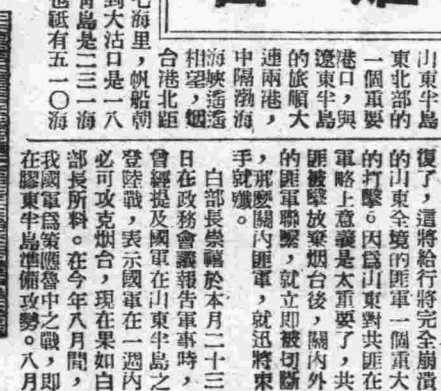 山東半島
東北部的
一個重要
港口，與
遼東半島
的旅順大
連兩港，
中隔渤海
海峽遙遙
相望，烟
台港北距
七海里，帆船朝
到大沽口是一八
青島是二三一海
也祇有五一〇海
復了，這將給行將完全崩潰
的山東全境的匪軍一個重大
的打擊。因爲山東對共匪在
軍略上意義是太重要了，共
匪被擊放棄烟台後，關內外
的匪軍聯繫，就立即被切斷
，那麼關內匪軍，就迅將束
手就殲。
白部長崇禧於本月二十三
日在政務會議報告軍事時，
曾經提及國軍在山東半島之
登陸戰，表示國軍在一週內
必可攻克烟台，現在果如白
部長所料。在今年八月間，
我國軍爲策應魯中之戰，即
在膠東半島準備攻勢。八月